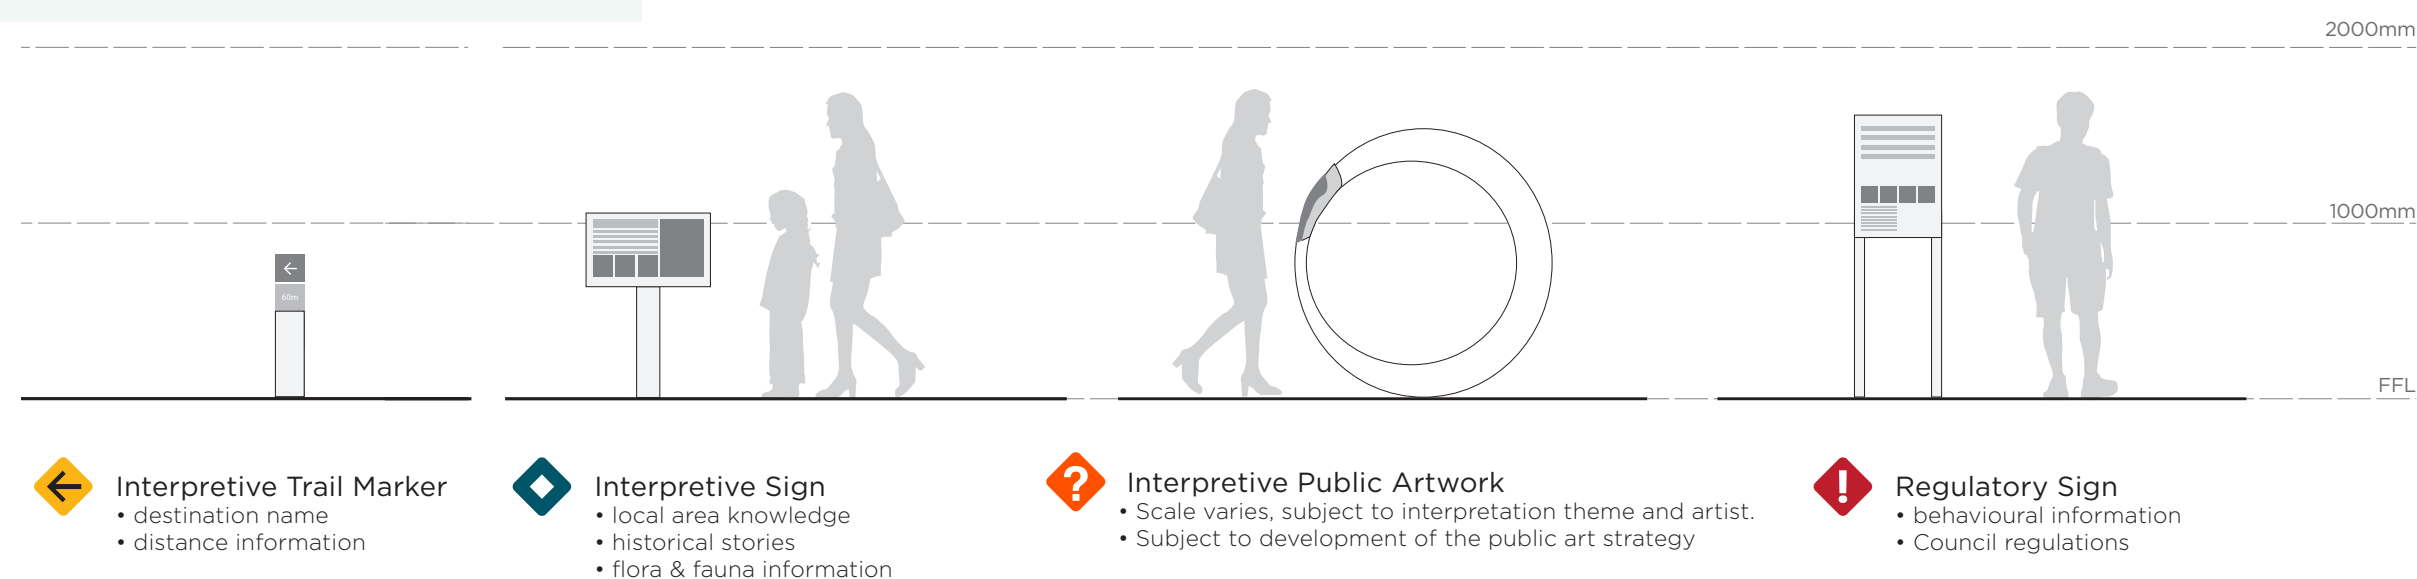 2000mm
1000mm
60m
FFL
Interpretive Trail Marker
• destination name
• distance information
Interpretive Sign
• local area knowledge
• historical stories
• flora & fauna information
Interpretive Public Artwork
• Scale varies, subject to interpretation theme and artist.
• Subject to development of the public art strategy
Regulatory Sign
• behavioural information
• Council regulations